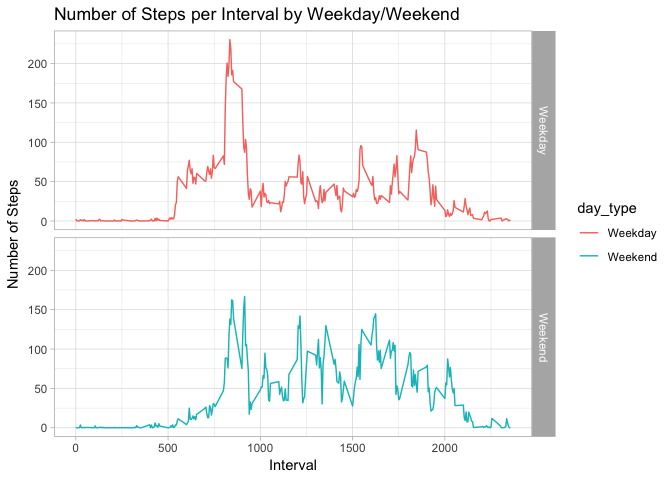 Number of Steps per Interval by Weekday/Weekend
Number of Steps
200
150
100
50
0
Weekday
200
150
100
50
0
Weekend
0 500 1000 1500 2000
Interval
day_type
Weekday
Weekend